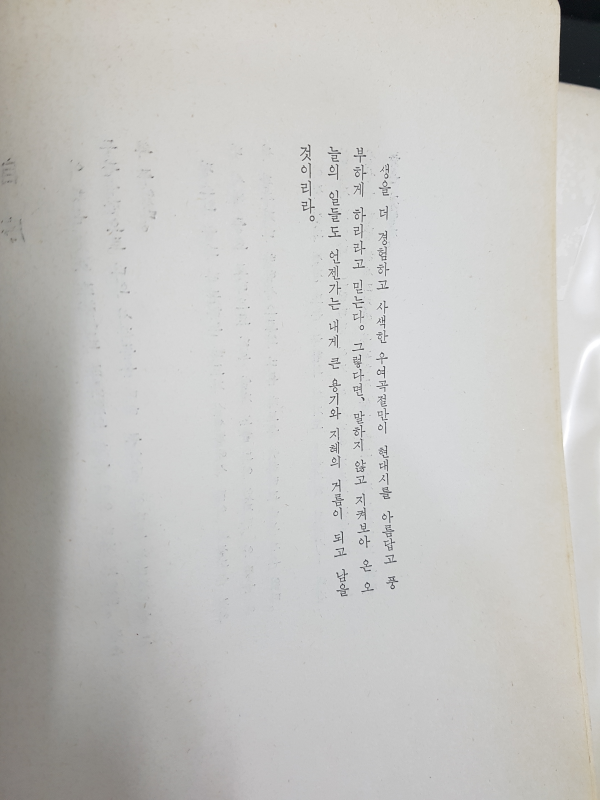 생을 더 경험하고 사색한 우여곡절만이 현대시를 아름답고 풍
부하게 하리라고 믿는다. 그렇다면, 말하지 않고 지켜보아 온 오
늘의 일들도 언젠가는 내게 큰 용기와 지혜의 거름이 되고 남을
것이리라.